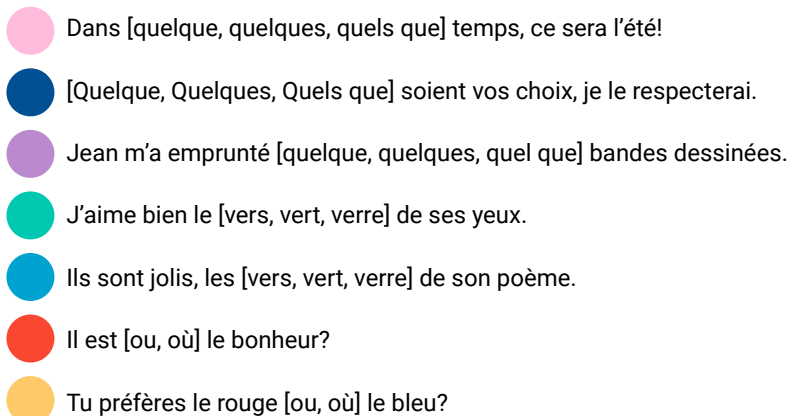 Dans [quelque, quelques, quels que] temps, ce sera l’été!
[Quelque, Quelques, Quels que] soient vos choix, je le respecterai.
Jean m’a emprunté [quelque, quelques, quel que] bandes dessinées.
J’aime bien le [vers, vert, verre] de ses yeux.
Ils sont jolis, les [vers, vert, verre] de son poème.
Il est [ou, où] le bonheur?
Tu préfères le rouge [ou, où] le bleu?